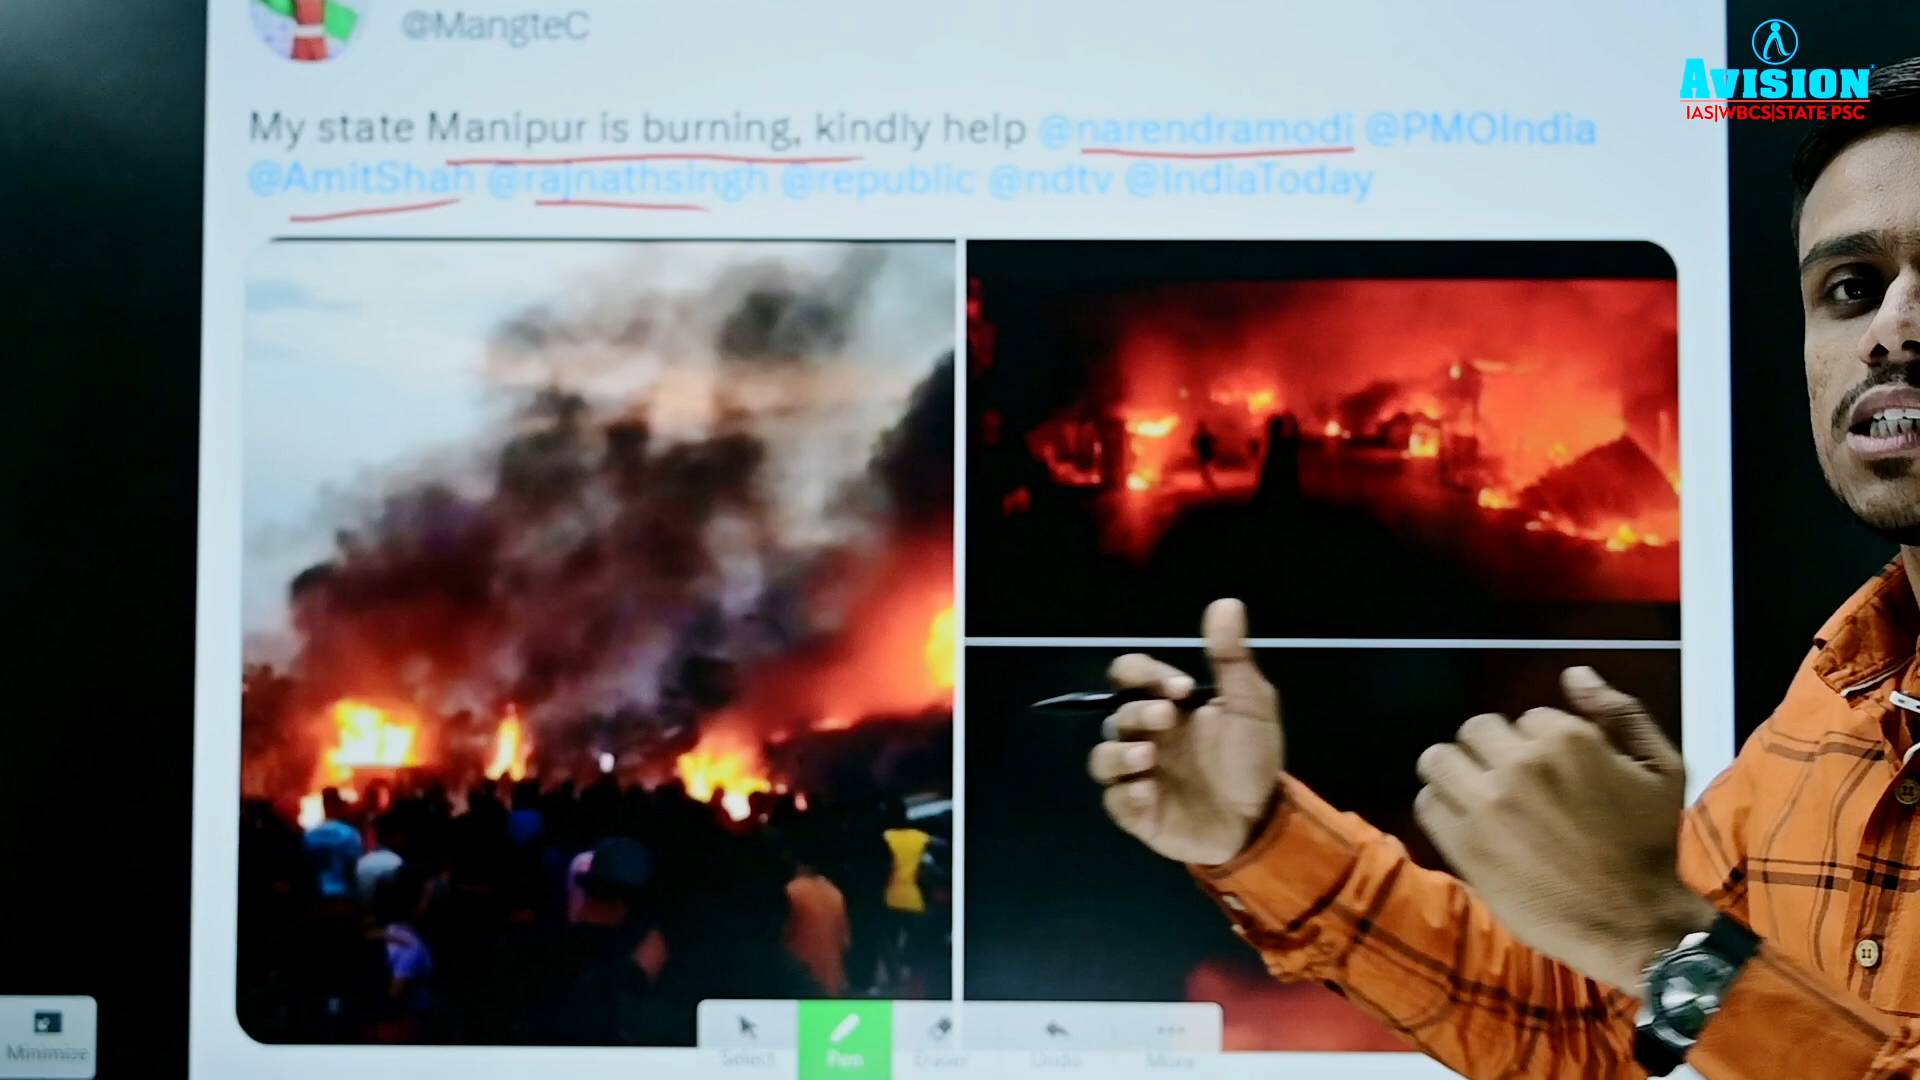 @MangteC
AVISION
IAS|WBCS|STATE PSC
My state Manipur is burning, kindly help @narendramodi @PMOIndia
@AmitShah @rajnathsingh @republic @ndtv @IndiaToday
Minimize
Select
Pen
Eraser
Undo
More